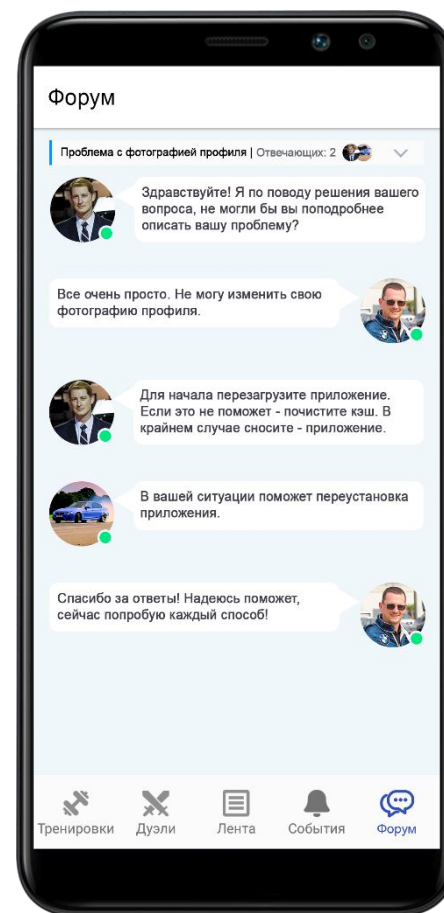 Форум
Проблема с фотографией профиля | Отвечающих: 2
Здравствуйте! Я по поводу решения вашего
вопроса, не могли бы вы поподробнее
описать вашу проблему?
Все очень просто. Не могу изменить свою
фотографию профиля.
Для начала перезагрузите приложение.
Если это не поможет - почистите кэш. В
крайнем случае сносите - приложение.
В вашей ситуации поможет переустановка
приложения.
Спасибо за ответы! Надеюсь поможет,
сейчас попробую каждый способ!
Тренировки Дуэли Лента События Форум